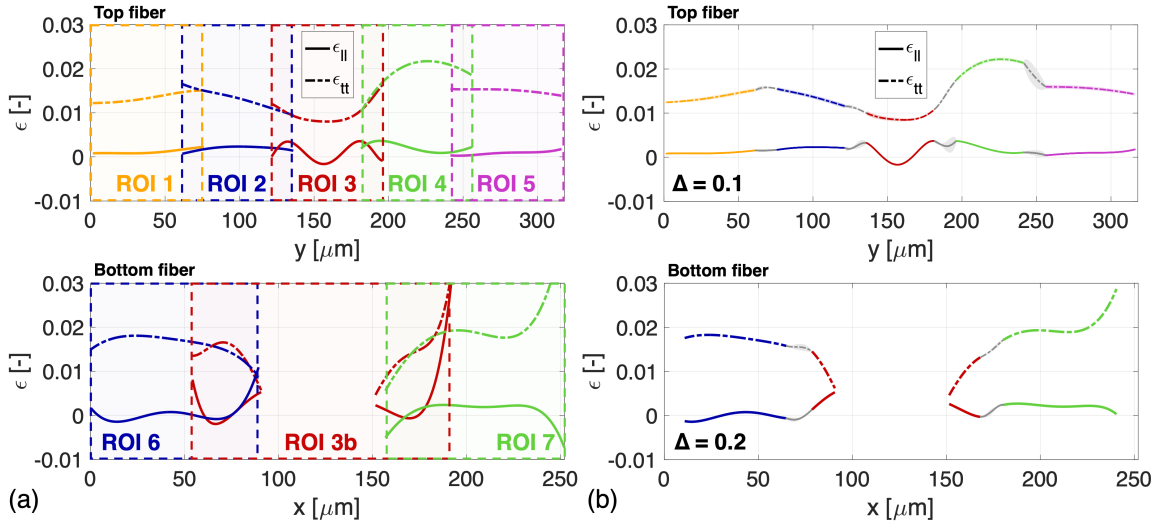 Top fiber
0.03
0.02
0.01
0
-0.01
ϵ [-]
ϵll
ϵtt
ROI 1
ROI 2
ROI 3
ROI 4
ROI 5
0 50 100 150 200 250 300
y [μm]
Top fiber
0.03
0.02
0.01
0
-0.01
ϵ [-]
ϵll
ϵtt
Δ = 0.1
0 50 100 150 200 250 300
y [μm]
Bottom fiber
0.03
0.02
0.01
0
-0.01
ϵ [-]
ROI 6
ROI 3b
ROI 7
0 50 100 150 200 250
x [μm]
(a)
Bottom fiber
0.03
0.02
0.01
0
-0.01
ϵ [-]
Δ = 0.2
0 50 100 150 200 250
x [μm]
(b)